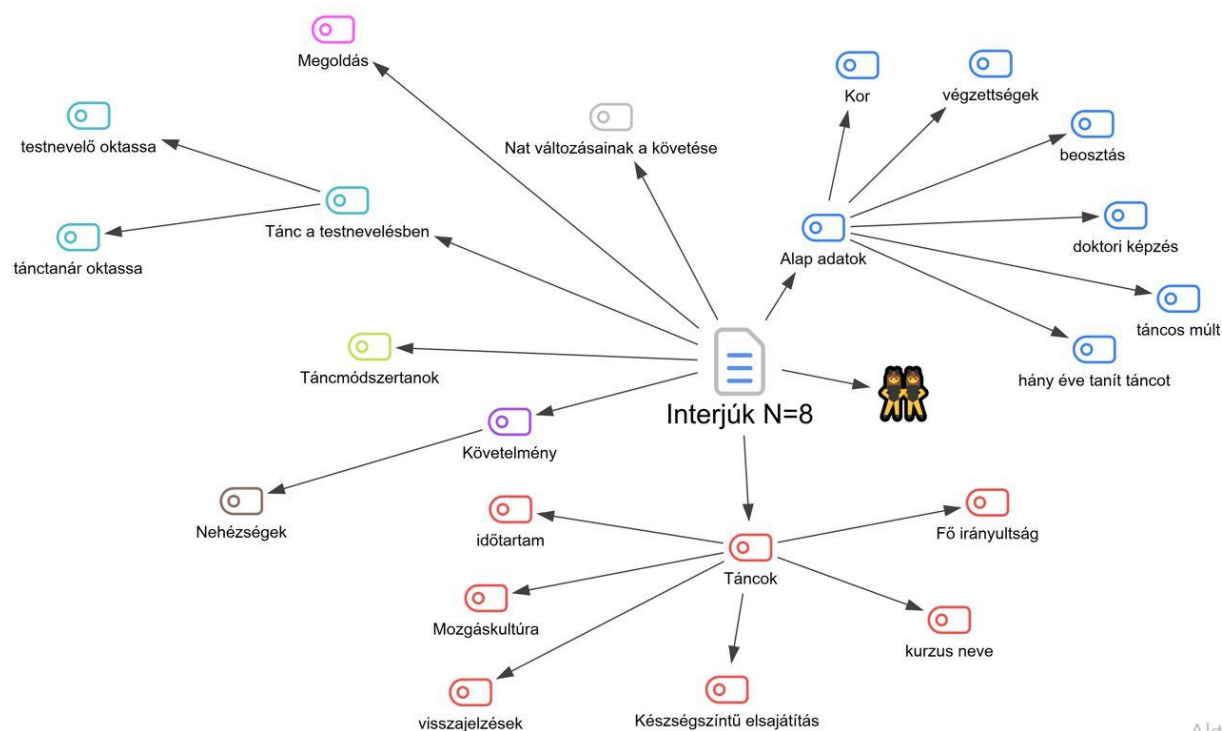 Megoldás
Kor
végzettségek
testnevelő oktassa
Nat változásainak a követése
beosztás
Tánc a testnevelésben
Alap adatok
doktori képzés
tánctanár oktassa
táncos múlt
Táncmódszertanok
hány éve tanít táncot
Interjúk N=8
Követelmény
Nehézségek
időtartam
Fő irányultság
Táncok
Mozgáskultúra
kurzus neve
visszajelzések
Készségszíntű elsajátítás